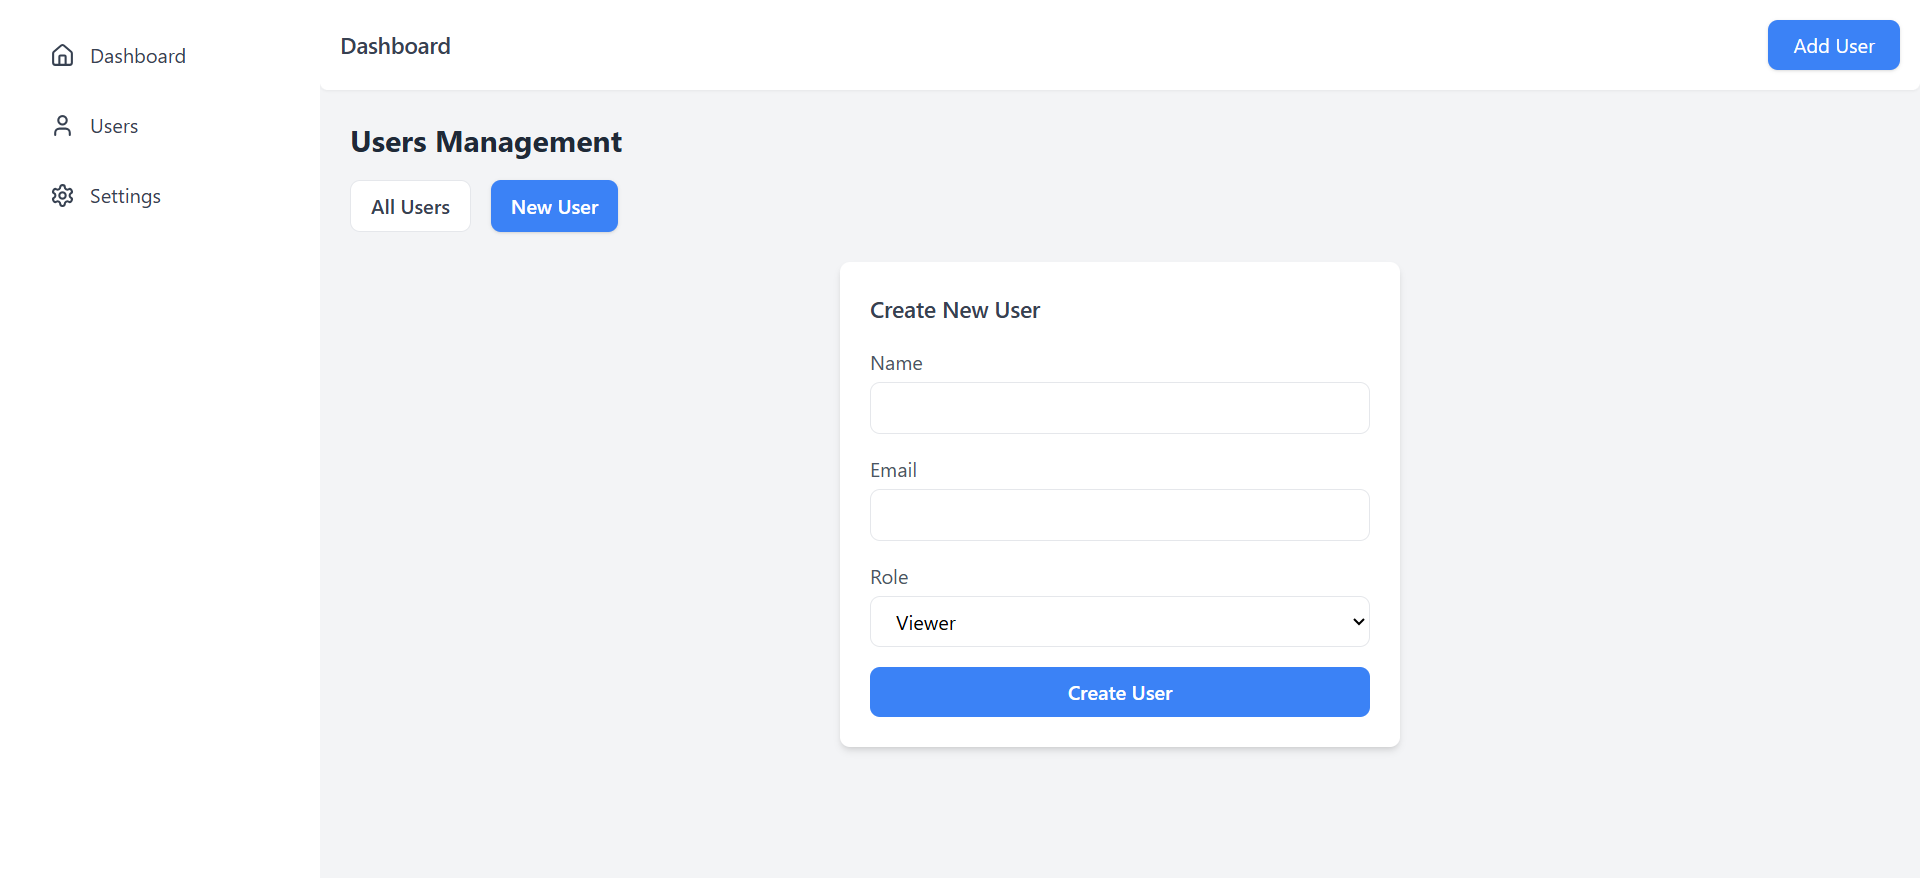 Dashboard
Users
Settings
Dashboard
Add User
Users Management
All Users
New User
Create New User
Name
Email
Role
Viewer
Create User